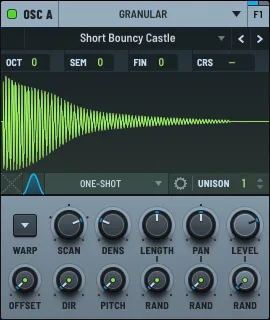 OSC A GRANULAR F1
Short Bouncy Castle
OCT 0 SEM 0 FIN 0 CRS –
ONE-SHOT UNISON 1
WARP SCAN DENS LENGTH PAN LEVEL
OFFSET DIR PITCH RAND RAND RAND